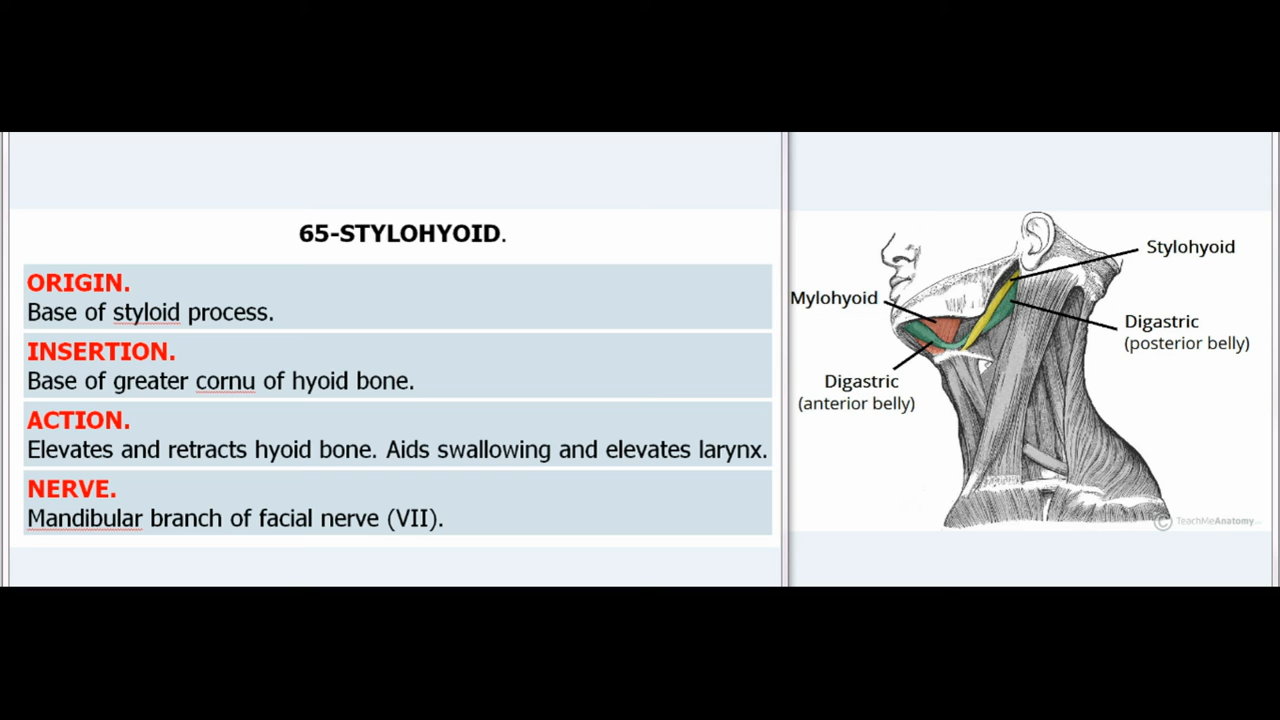 65-STYLOHYOID.
ORIGIN.
Base of styloid process.
INSERTION.
Base of greater cornu of hyoid bone.
ACTION.
Elevates and retracts hyoid bone. Aids swallowing and elevates larynx.
NERVE.
Mandibular branch of facial nerve (VII).
Stylohyoid
Mylohyoid
Digastric
(posterior belly)
Digastric
(anterior belly)
© TeachMeAnatomy